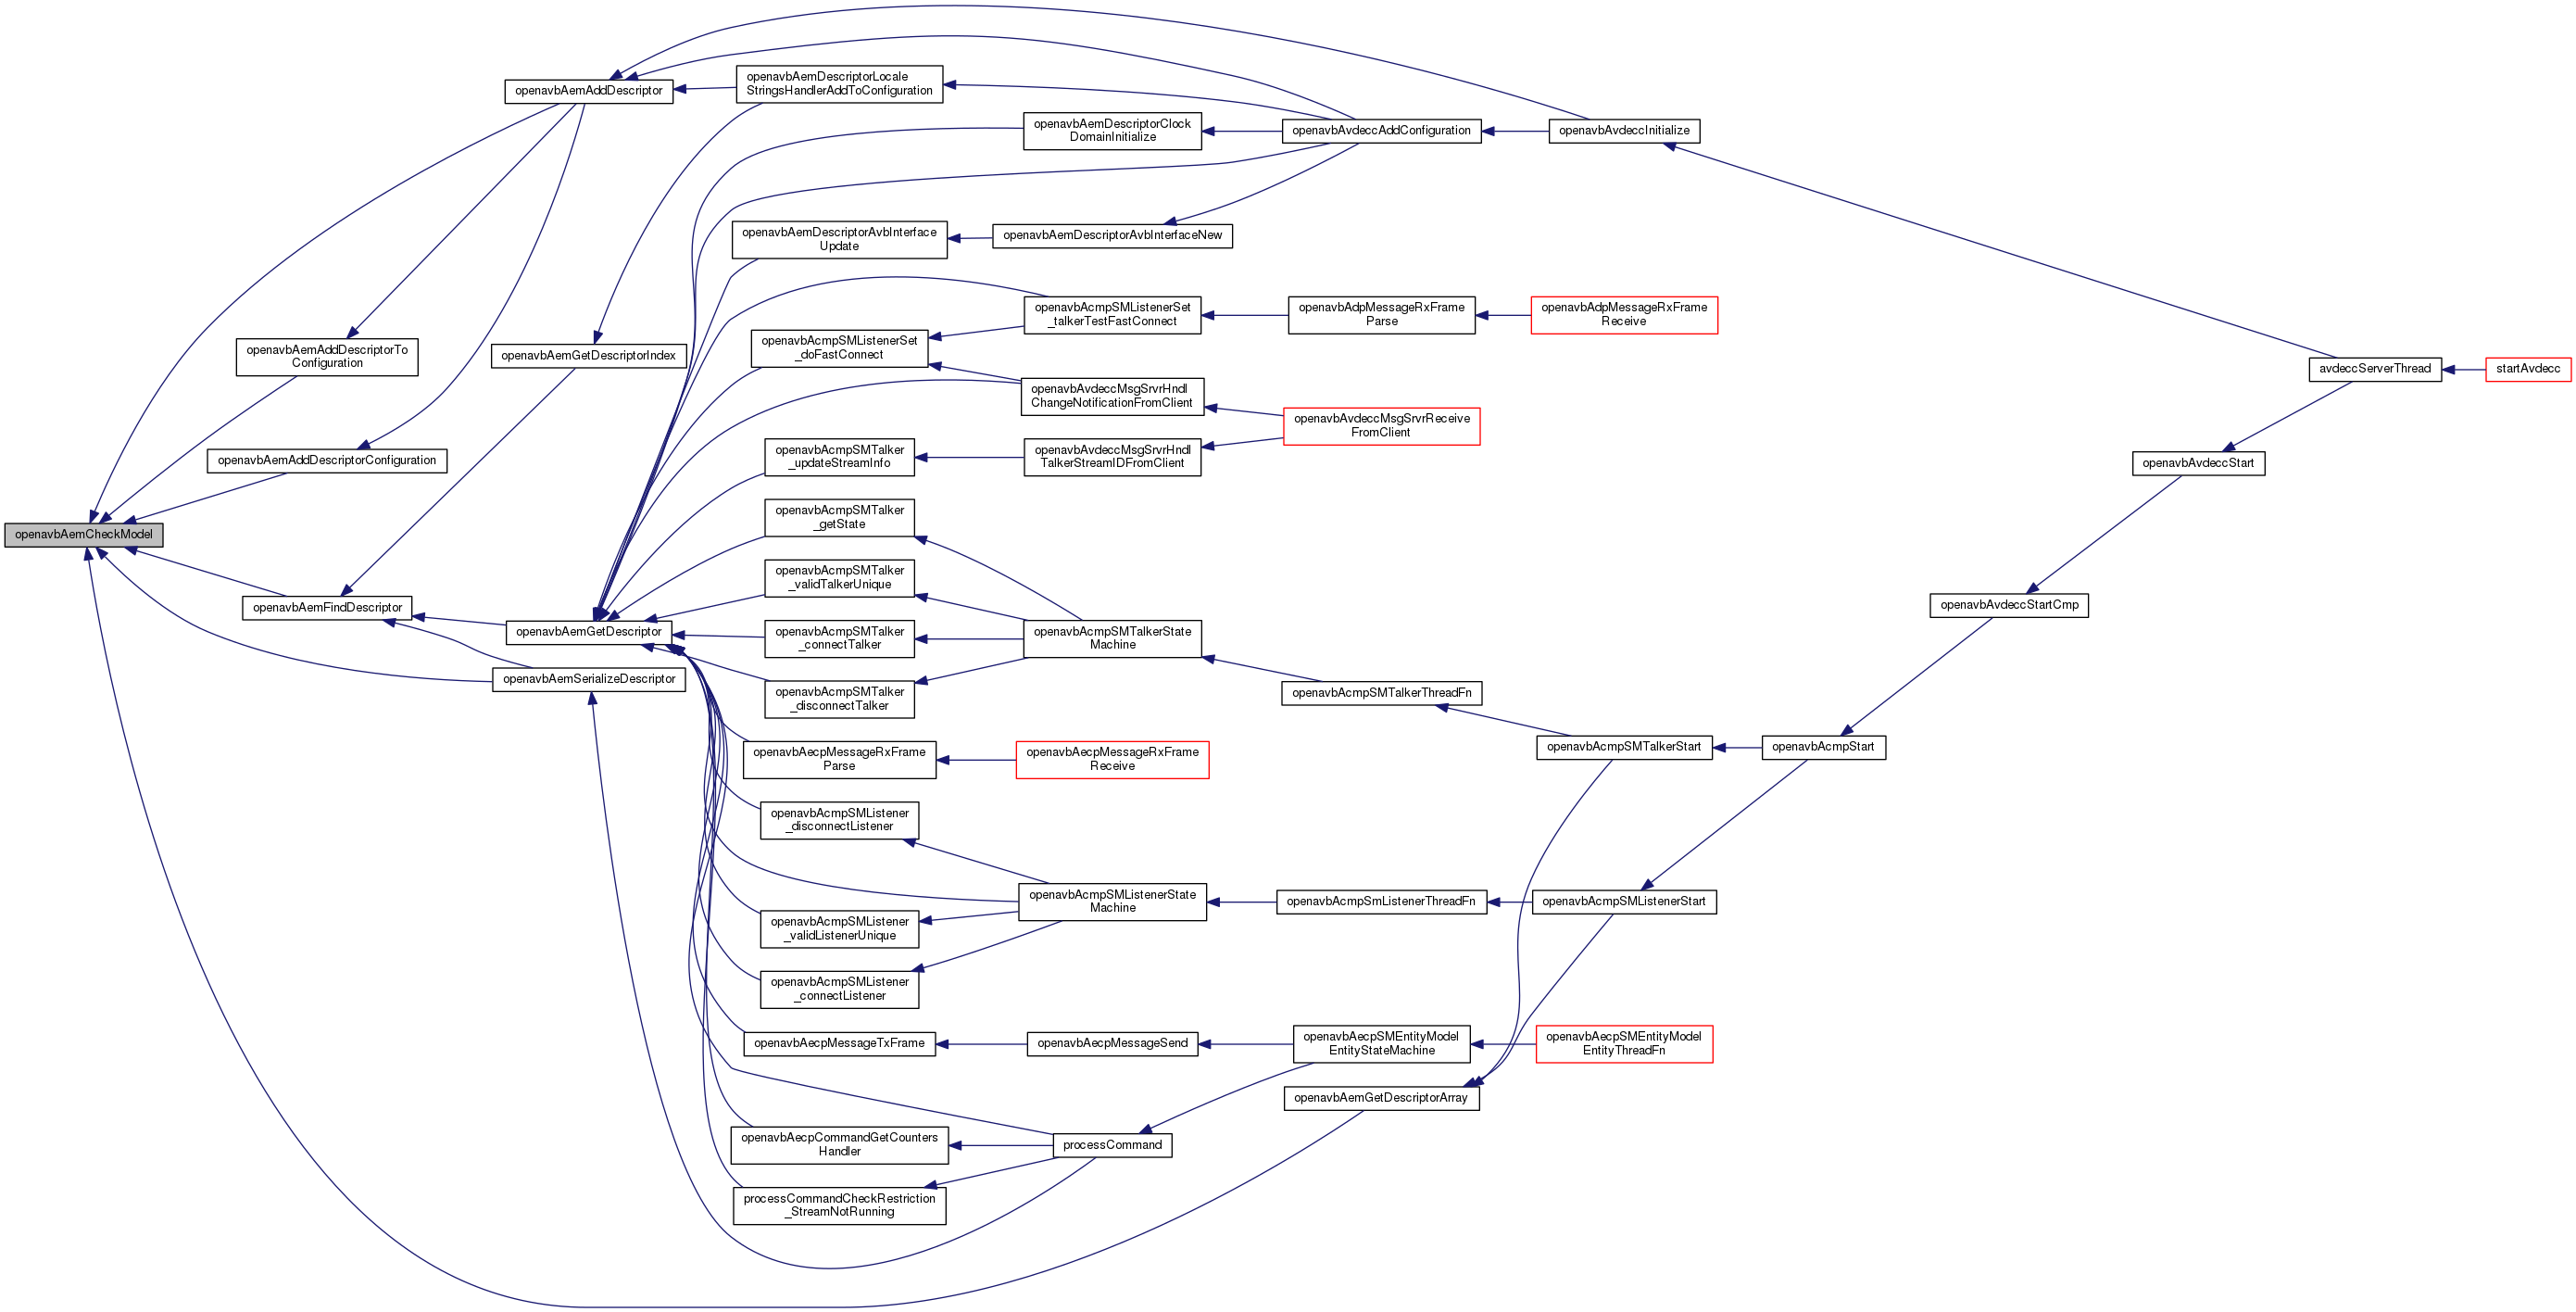 openavbAemCheckModel
openavbAemAddDescriptorTo
Configuration
openavbAemAddDescriptorConfiguration
openavbAemFindDescriptor
openavbAemAddDescriptor
openavbAemGetDescriptorIndex
openavbAemGetDescriptor
openavbAemSerializeDescriptor
openavbAemDescriptorLocale
StringsHandlerAddToConfiguration
openavbAemDescriptorAvbInterface
Update
openavbAcmpSMListenerSet
_doFastConnect
openavbAcmpSMTalker
_updateStreamInfo
openavbAcmpSMTalker
_getState
openavbAcmpSMTalker
_validTalkerUnique
openavbAcmpSMTalker
_connectTalker
openavbAcmpSMTalker
_disconnectTalker
openavbAecpMessageRxFrame
Parse
openavbAcmpSMListener
_disconnectListener
openavbAcmpSMListener
_validListenerUnique
openavbAcmpSMListener
_connectListener
openavbAecpMessageTxFrame
openavbAecpCommandGetCounters
Handler
processCommandCheckRestriction
_StreamNotRunning
openavbAemDescriptorClock
DomainInitialize
openavbAemDescriptorAvbInterfaceNew
openavbAcmpSMListenerSet
_talkerTestFastConnect
openavbAvdeccMsgSrvrHndl
ChangeNotificationFromClient
openavbAvdeccMsgSrvrHndl
TalkerStreamIDFromClient
openavbAcmpSMTalkerState
Machine
openavbAecpMessageRxFrame
Receive
openavbAcmpSMListenerState
Machine
openavbAecpMessageSend
processCommand
openavbAvdeccAddConfiguration
openavbAdpMessageRxFrame
Parse
openavbAvdeccMsgSrvrReceive
FromClient
openavbAcmpSMTalkerThreadFn
openavbAcmpSmListenerThreadFn
openavbAecpSMEntityModel
EntityStateMachine
openavbAemGetDescriptorArray
openavbAvdeccInitialize
openavbAdpMessageRxFrame
Receive
openavbAcmpSMTalkerStart
openavbAcmpSMListenerStart
openavbAecpSMEntityModel
EntityThreadFn
openavbAcmpStart
openavbAvdeccStartCmp
openavbAvdeccStart
avdeccServerThread
startAvdecc